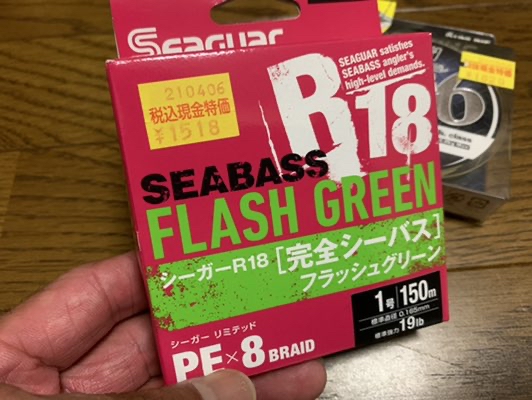 Seaguar
210406
税込現金特価
¥1518
R18
SEAGUAR satisfies
SEABASS angler's
high-level demands.
SEABASS
FLASH GREEN
シーガーR18 [完全シーバス]
フラッシュグリーン
1号 150m
標準直径 0.165mm
標準強力 19lb
シーガー リミテッド
PE×8 BRAID